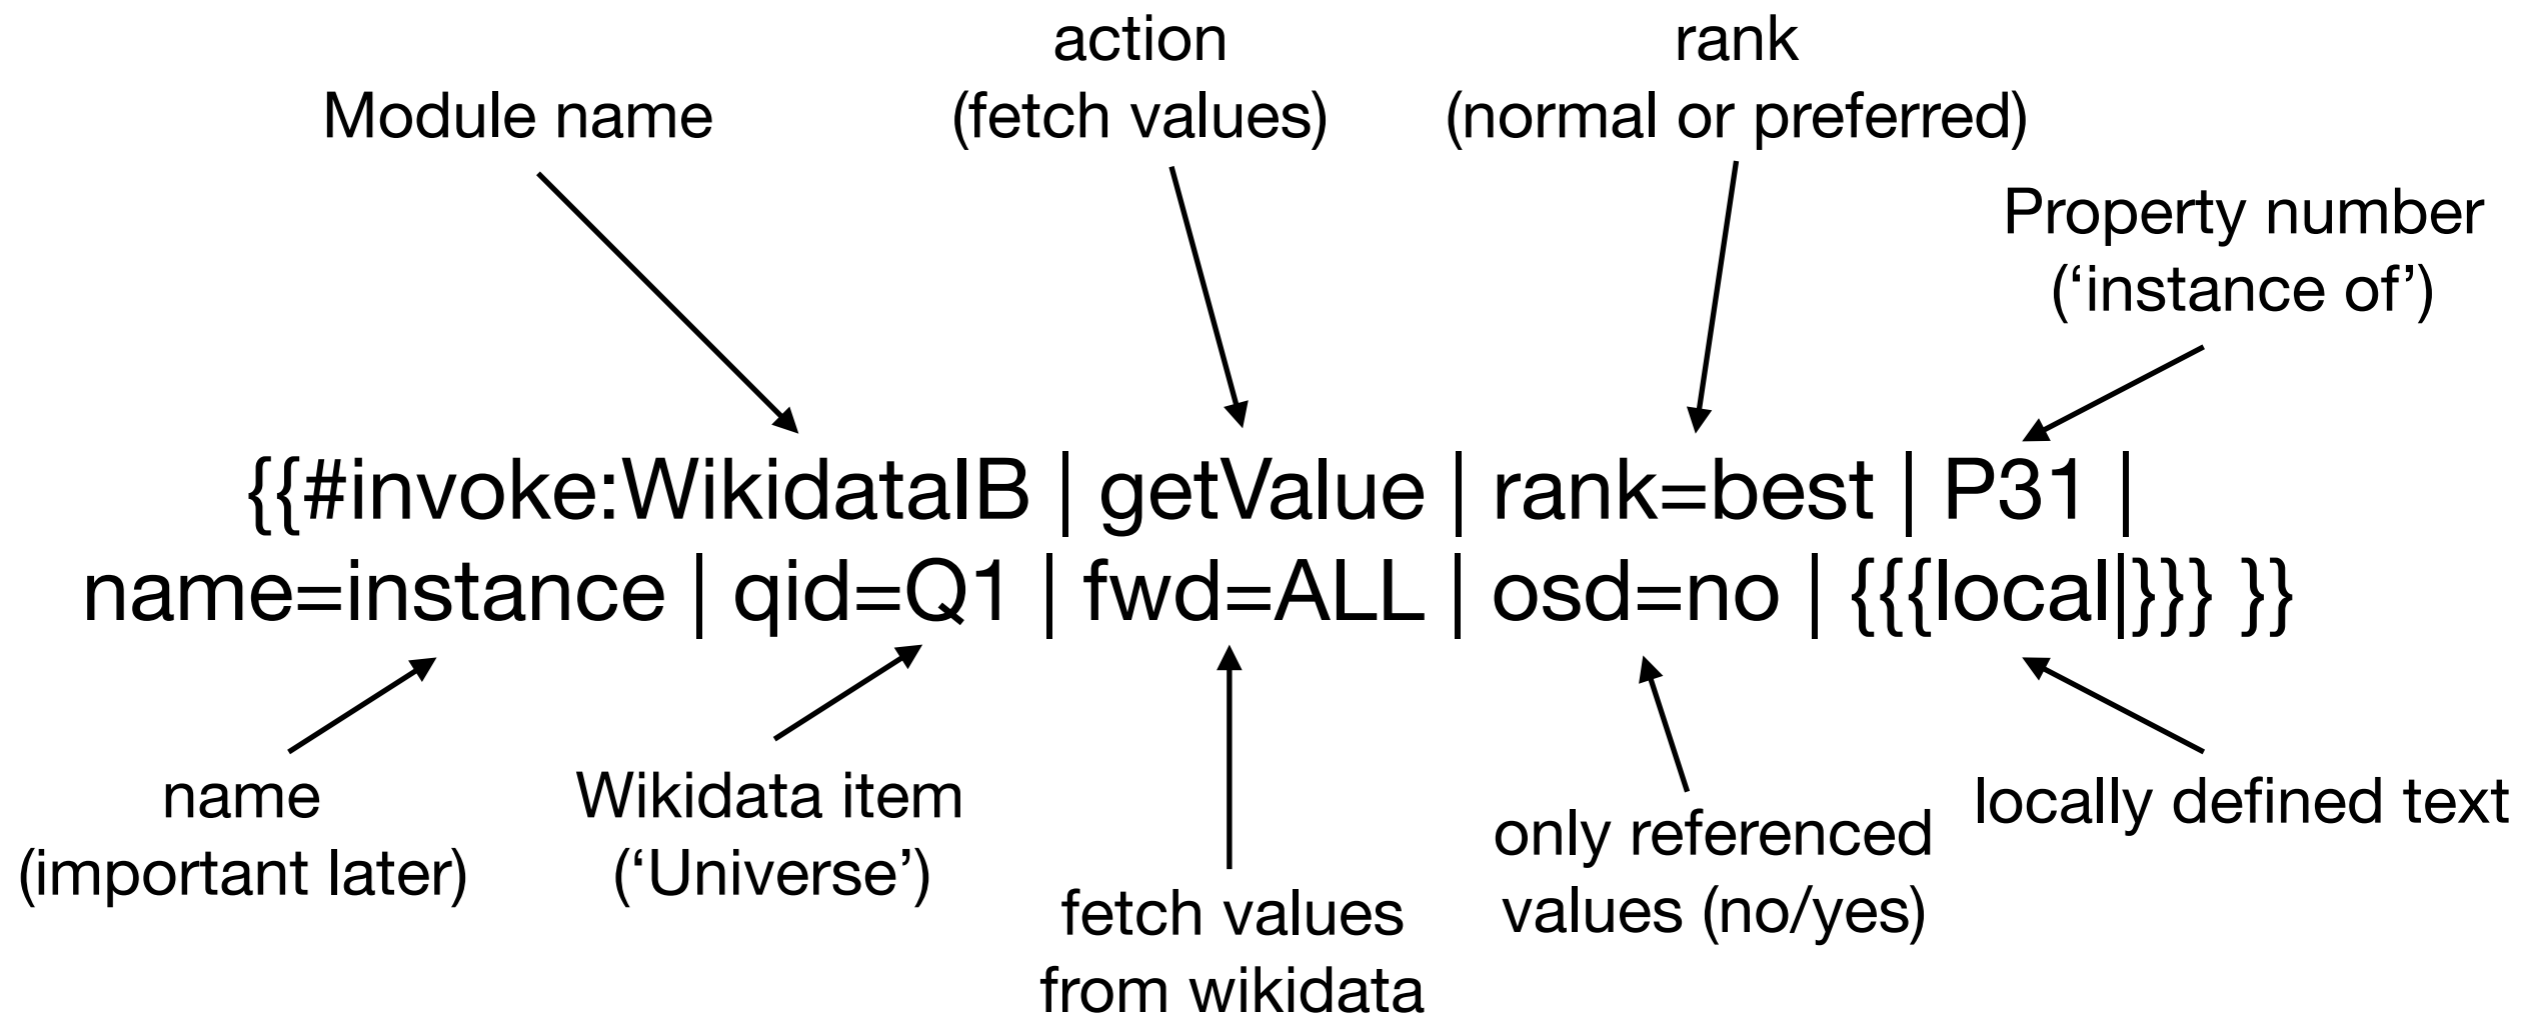 action
(fetch values)
rank
(normal or preferred)
Module name
Property number
(‘instance of’)
{{#invoke:WikidataIB | getValue | rank=best | P31 |
name=instance | qid=Q1 | fwd=ALL | osd=no | {{{local|}}} }}
name
(important later)
Wikidata item
(‘Universe’)
fetch values
from wikidata
only referenced
values (no/yes)
locally defined text